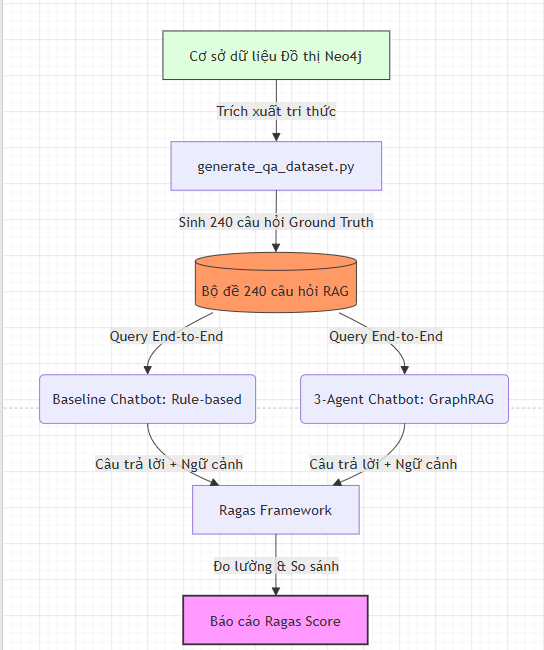 Cơ sở dữ liệu Đồ thị Neo4j
Trích xuất tri thức
generate_qa_dataset.py
Sinh 240 câu hỏi Ground Truth
Bộ đề 240 câu hỏi RAG
Query End-to-End
Query End-to-End
Baseline Chatbot: Rule-based
3-Agent Chatbot: GraphRAG
Câu trả lời + Ngữ cảnh
Câu trả lời + Ngữ cảnh
Ragas Framework
Đo lường & So sánh
Báo cáo Ragas Score